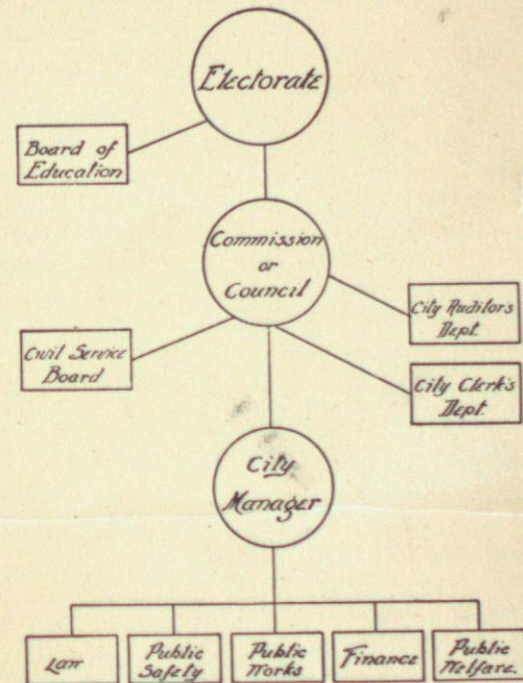 Electorate
Board of
Education
Commission
or
Council
City Auditor's
Dept.
Civil Service
Board
City Clerk's
Dept.
City
Manager
Law
Public
Safety
Public
Works
Finance
Public
Welfare.